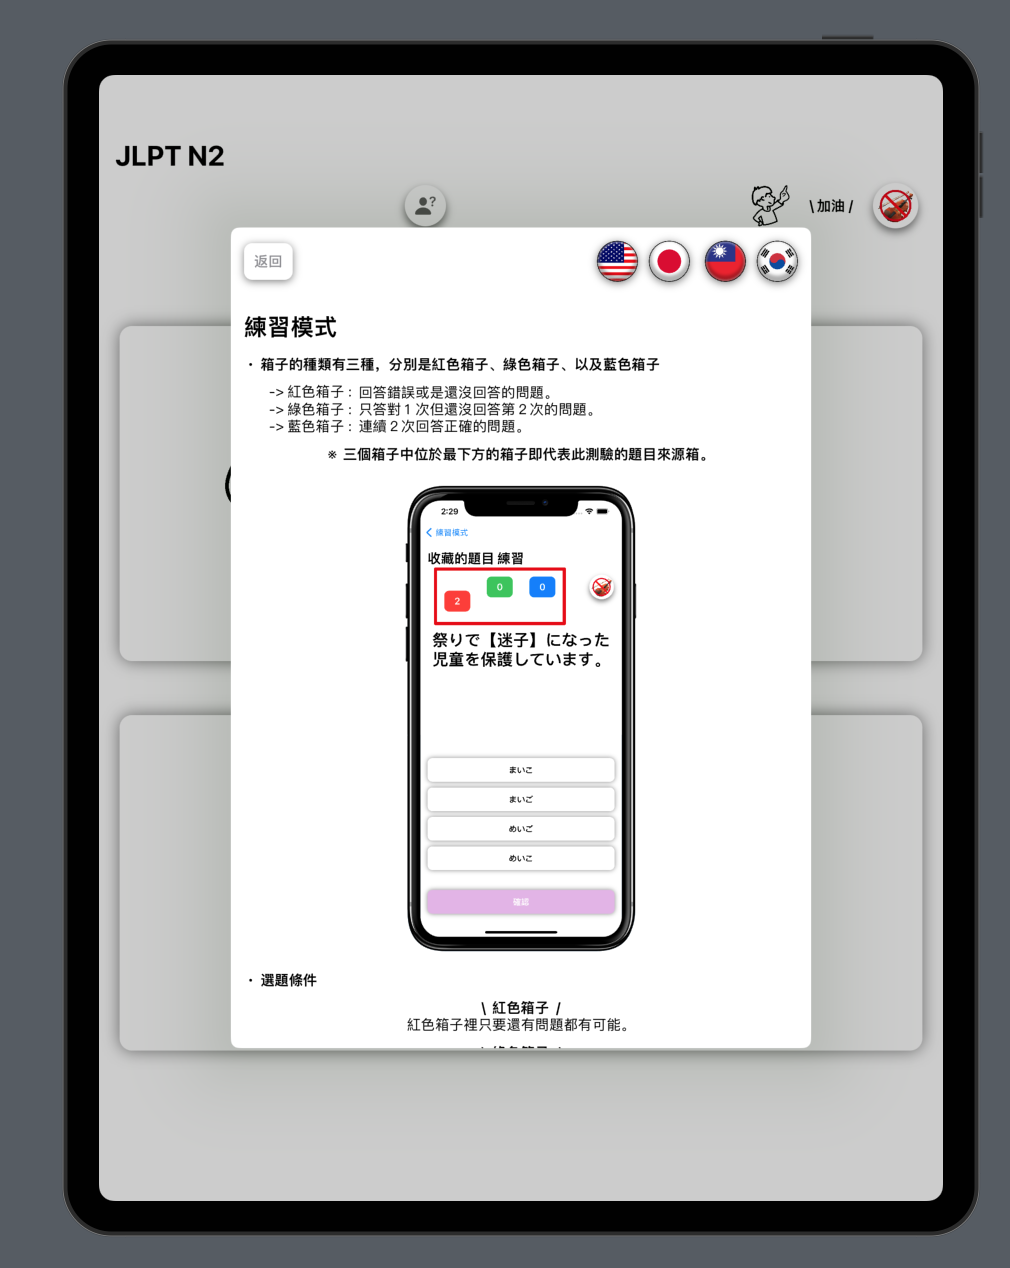 JLPT N2
?
\ 加油 /
返回
練習模式
・ 箱子的種類有三種，分別是紅色箱子、綠色箱子、以及藍色箱子
-> 紅色箱子： 回答錯誤或是還沒回答的問題。
-> 綠色箱子： 只答對 1 次但還沒回答第 2 次的問題。
-> 藍色箱子： 連續 2 次回答正確的問題。
※ 三個箱子中位於最下方的箱子即代表此測驗的題目來源箱。
2:29
練習模式
收藏的題目 練習
0
0
2
祭りで【迷子】になった
児童を保護しています。
まいこ
まいご
めいご
めいこ
確認
・ 選題條件
\ 紅色箱子 /
紅色箱子裡只要還有問題都有可能。